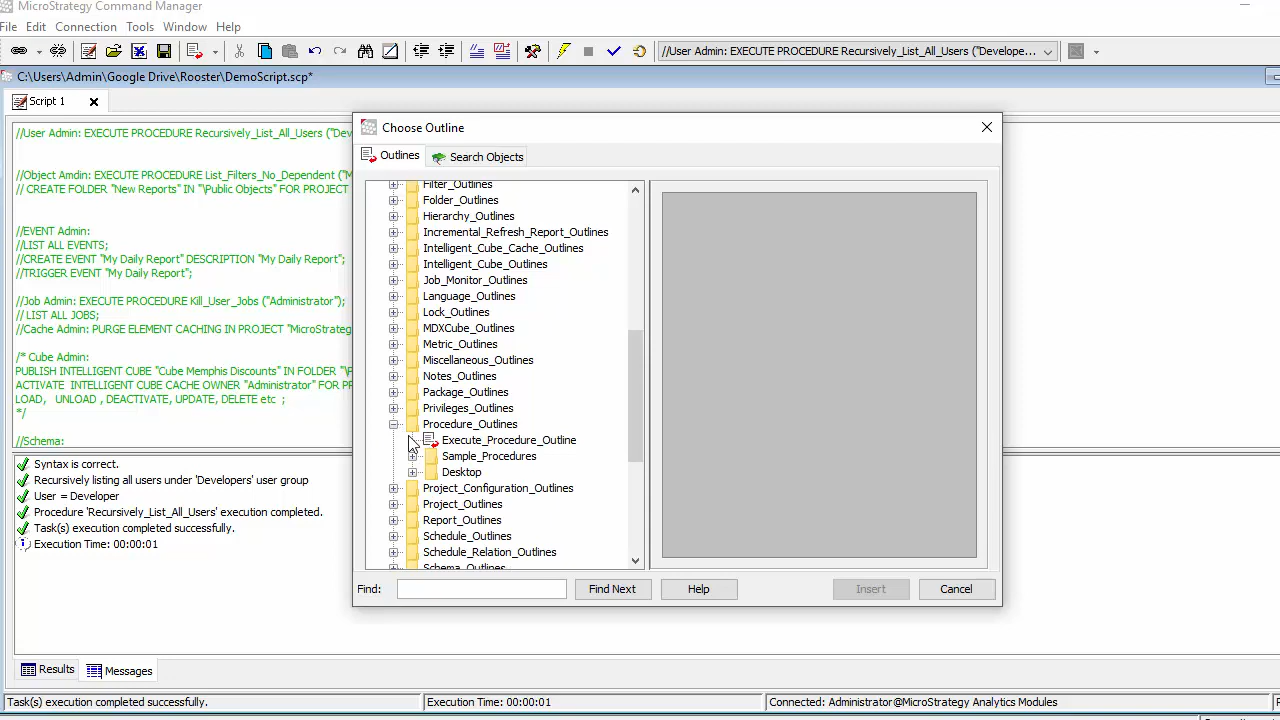 MicroStrategy Command Manager
File Edit Connection Tools Window Help
//User Admin: EXECUTE PROCEDURE Recursively_List_All_Users ("Develope...
C:\Users\Admin\Google Drive\Rooster\DemoScript.scp*
Script 1
//User Admin: EXECUTE PROCEDURE Recursively_List_All_Users ("Dev
//Object Amdin: EXECUTE PROCEDURE List_Filters_No_Dependent ("M
// CREATE FOLDER "New Reports" IN "\Public Objects" FOR PROJECT
//EVENT Admin:
//LIST ALL EVENTS;
//CREATE EVENT "My Daily Report" DESCRIPTION "My Daily Report";
//TRIGGER EVENT "My Daily Report";
//Job Admin: EXECUTE PROCEDURE Kill_User_Jobs ("Administrator");
// LIST ALL JOBS;
//Cache Admin: PURGE ELEMENT CACHING IN PROJECT "MicroStrateg
/* Cube Admin:
PUBLISH INTELLIGENT CUBE "Cube Memphis Discounts" IN FOLDER "\P
ACTIVATE INTELLIGENT CUBE CACHE OWNER "Administrator" FOR PR
LOAD, UNLOAD , DEACTIVATE, UPDATE, DELETE etc ;
*/
//Schema:
Syntax is correct.
Recursively listing all users under 'Developers' user group
User = Developer
Procedure 'Recursively_List_All_Users' execution completed.
Task(s) execution completed successfully.
Execution Time: 00:00:01
Choose Outline
Outlines Search Objects
Filter_Outlines
Folder_Outlines
Hierarchy_Outlines
Incremental_Refresh_Report_Outlines
Intelligent_Cube_Cache_Outlines
Intelligent_Cube_Outlines
Job_Monitor_Outlines
Language_Outlines
Lock_Outlines
MDXCube_Outlines
Metric_Outlines
Miscellaneous_Outlines
Notes_Outlines
Package_Outlines
Privileges_Outlines
Procedure_Outlines
Execute_Procedure_Outline
Sample_Procedures
Desktop
Project_Configuration_Outlines
Project_Outlines
Report_Outlines
Schedule_Outlines
Schedule_Relation_Outlines
Schema_Outlines
Find: Find Next Help Insert Cancel
Results Messages
Task(s) execution completed successfully. Execution Time: 00:00:01 Connected: Administrator@MicroStrategy Analytics Modules